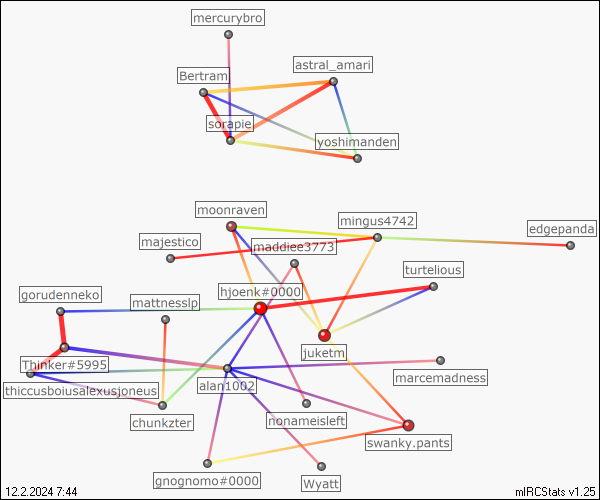 mercurybro
astral_amari
Bertram
sorapie
yoshimanden
moonraven
mingus4742
edgepanda
majestico
maddiee3773
turtelious
hjoenk#0000
gorudenneko
mattnesslp
juketm
Thinker#5995
marcemadness
alan1002
thiccusboiusalexusjoneus
chunkzter
nonameisleft
swanky.pants
gnognomo#0000
Wyatt
12.2.2024 7:44
mIRCStats v1.25